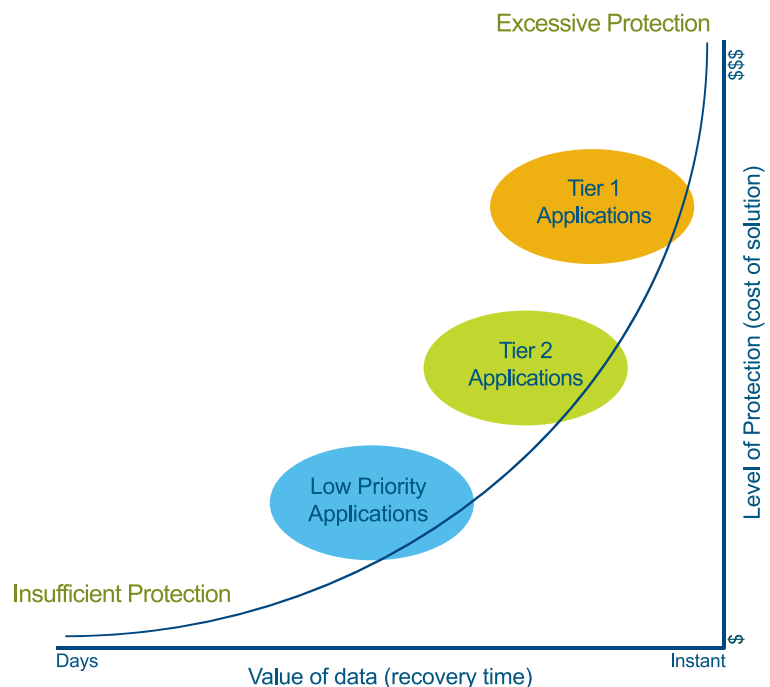 Excessive Protection
$$$
Tier 1
Applications
Level of Protection (cost of solution)
Tier 2
Applications
Low Priority
Applications
Insufficient Protection
$
Days
Instant
Value of data (recovery time)